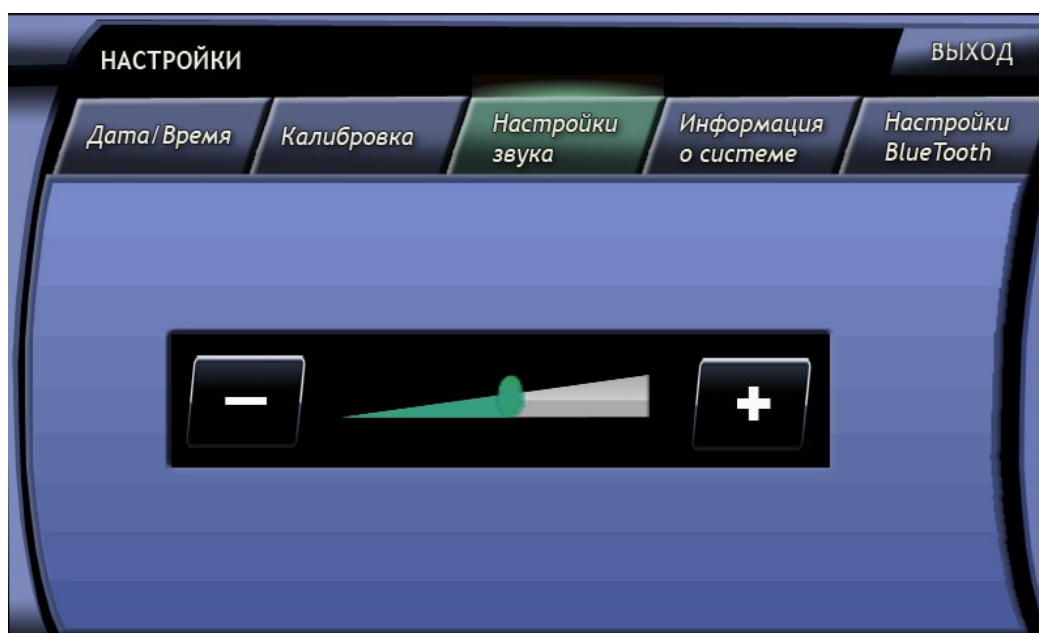 НАСТРОЙКИ
ВЫХОД
Дата/Время
Калибровка
Настройки
звука
Информация
о системе
Настройки
BlueTooth
−
+